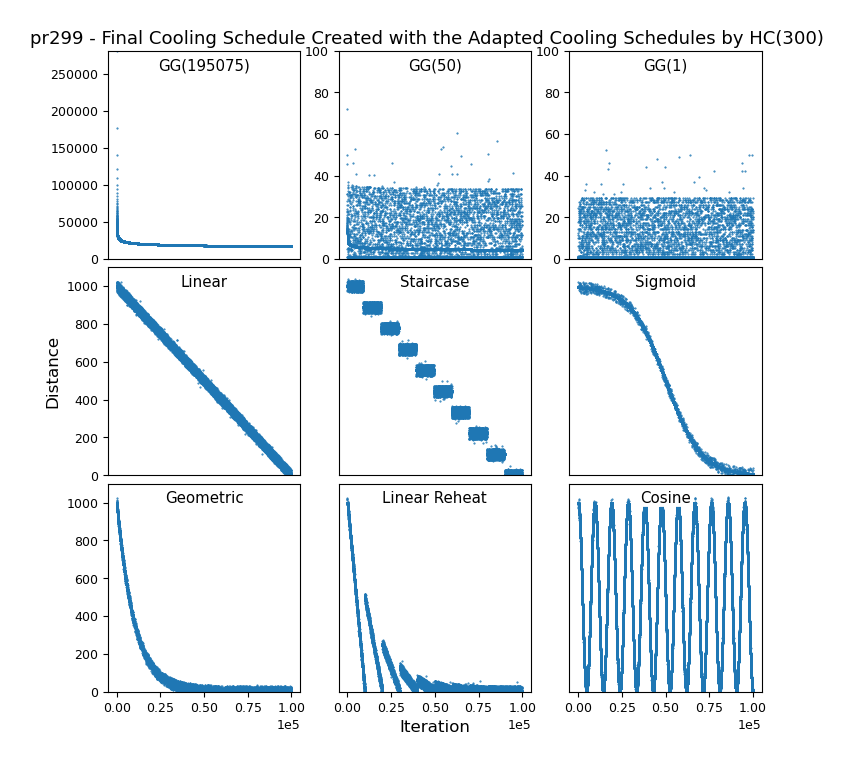 pr299 - Final Cooling Schedule Created with the Adapted Cooling Schedules by HC(300)
GG(195075)
GG(50)
GG(1)
250000
200000
150000
100000
50000
0
100
80
60
40
20
0
100
80
60
40
20
0
Linear
Staircase
Sigmoid
1000
800
600
400
200
0
Distance
Geometric
Linear Reheat
Cosine
1000
800
600
400
200
0
0.00 0.25 0.50 0.75 1.00
1e5
0.00 0.25 0.50 0.75 1.00
1e5
0.00 0.25 0.50 0.75 1.00
1e5
Iteration